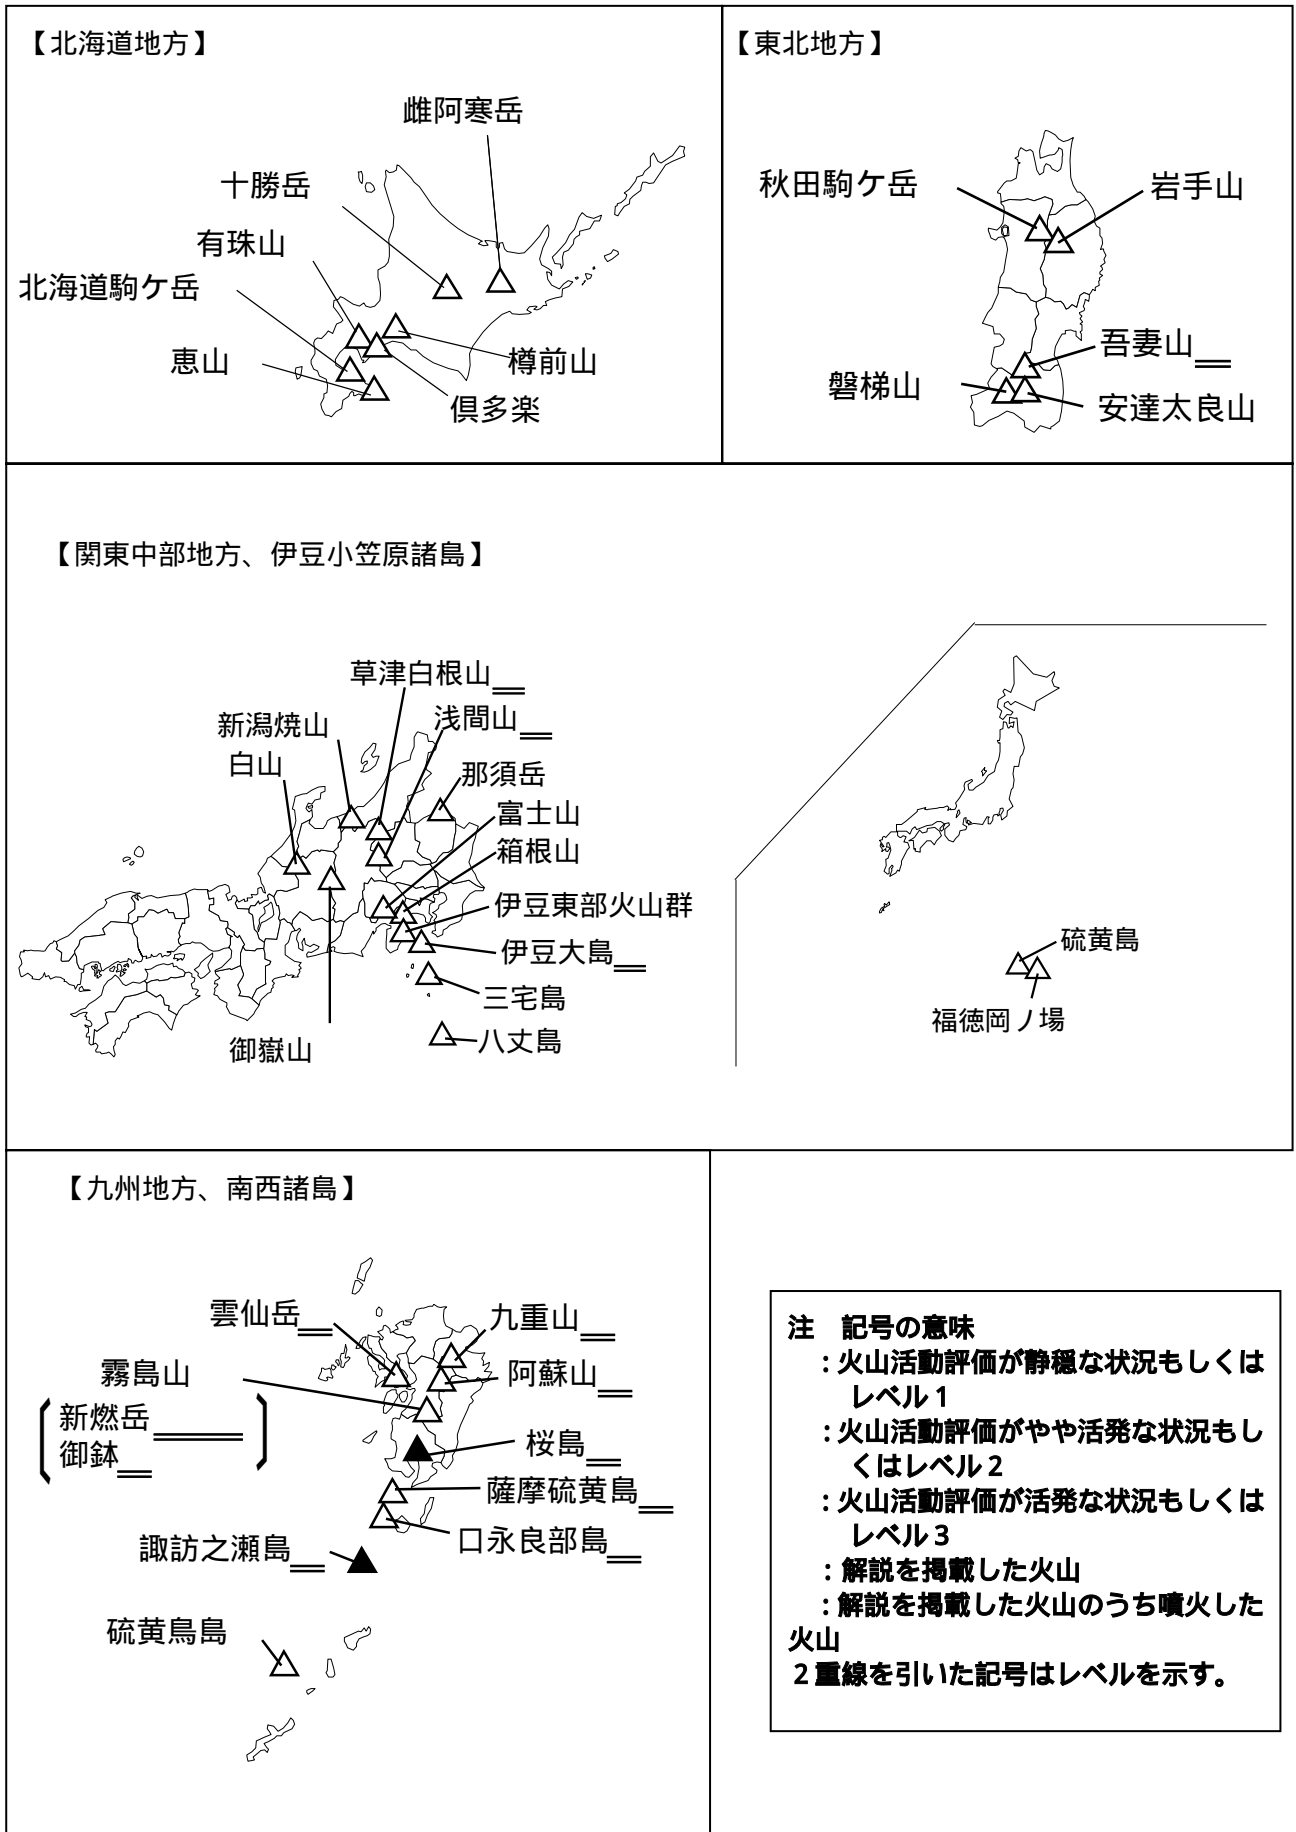 【北海道地方】
雌阿寒岳
十勝岳
有珠山
北海道駒ケ岳
恵山
樽前山
倶多楽
【東北地方】
秋田駒ケ岳
岩手山
吾妻山
磐梯山
安達太良山
【関東中部地方、伊豆小笠原諸島】
草津白根山
浅間山
新潟焼山
白山
那須岳
富士山
箱根山
伊豆東部火山群
伊豆大島
三宅島
八丈島
御嶽山
硫黄島
福徳岡ノ場
【九州地方、南西諸島】
雲仙岳
九重山
霧島山
阿蘇山
新燃岳
御鉢
桜島
薩摩硫黄島
口永良部島
諏訪之瀬島
硫黄鳥島
注　記号の意味
：火山活動評価が静穏な状況もしくは
レベル1
：火山活動評価がやや活発な状況もし
くはレベル2
：火山活動評価が活発な状況もしくは
レベル3
：解説を掲載した火山
：解説を掲載した火山のうち噴火した
火山
2重線を引いた記号はレベルを示す。